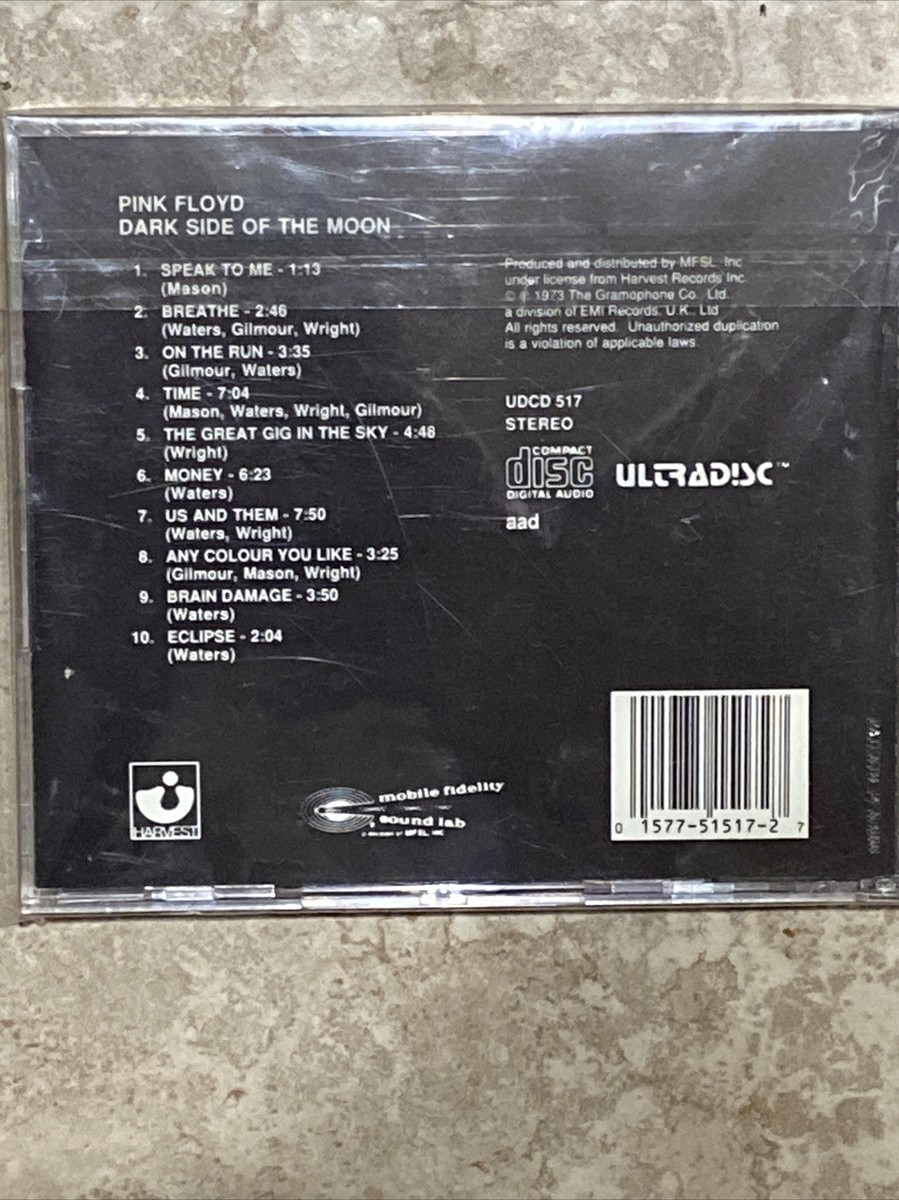 PINK FLOYD
DARK SIDE OF THE MOON
1. SPEAK TO ME - 1:13
(Mason)
2. BREATHE - 2:46
(Waters, Gilmour, Wright)
3. ON THE RUN - 3:35
(Gilmour, Waters)
4. TIME - 7:04
(Mason, Waters, Wright, Gilmour)
5. THE GREAT GIG IN THE SKY - 4:48
(Wright)
6. MONEY - 6:23
(Waters)
7. US AND THEM - 7:50
(Waters, Wright)
8. ANY COLOUR YOU LIKE - 3:25
(Gilmour, Mason, Wright)
9. BRAIN DAMAGE - 3:50
(Waters)
10. ECLIPSE - 2:04
(Waters)
Produced and distributed by MFSL, Inc
under license from Harvest Records Inc.
© ℗ 1973 The Gramophone Co. Ltd.
a division of EMI Records, U.K. Ltd
All rights reserved. Unauthorized duplication
is a violation of applicable laws.
UDCD 517
STEREO
COMPACT
disc
DIGITAL AUDIO
ULTRADISC™
aad
HARVEST
mobile fidelity
sound lab
a division of MFSL, INC
0 1577-51517-2 7